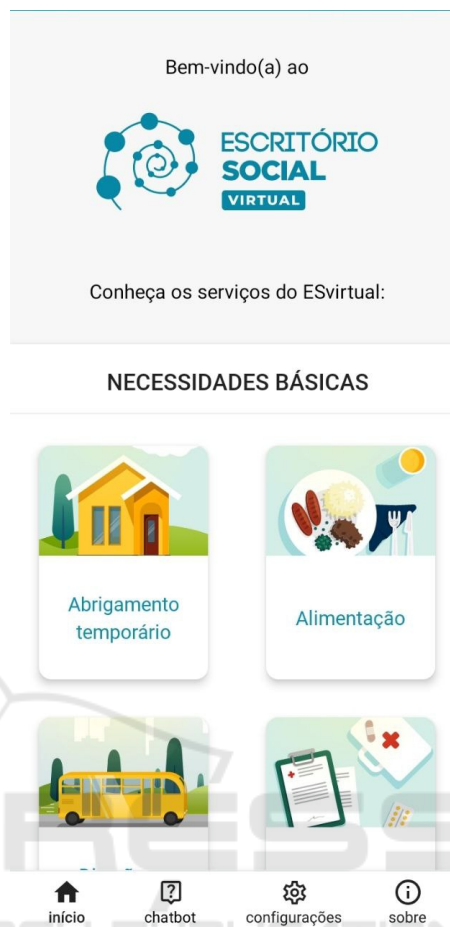 Bem-vindo(a) ao
ESCRITÓRIO
SOCIAL
VIRTUAL
Conheça os serviços do ESvirtual:
NECESSIDADES BÁSICAS
Abrigamento
temporário
Alimentação
início
chatbot
configurações
sobre